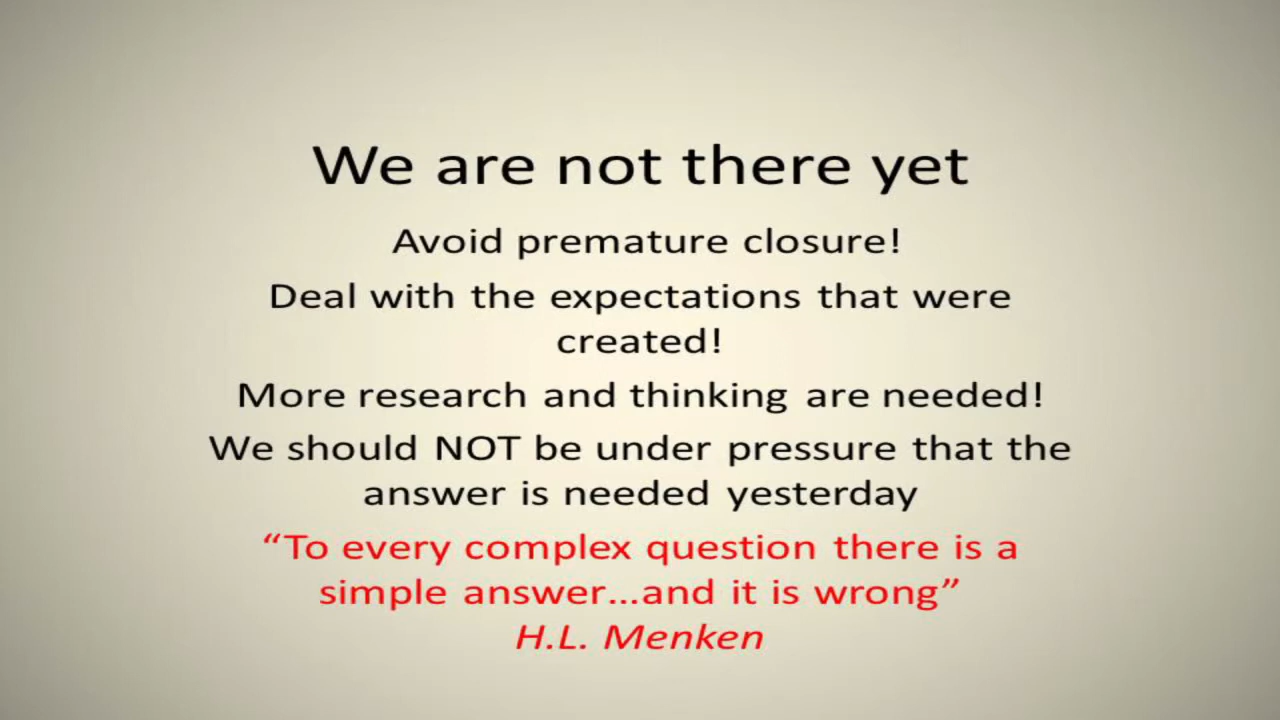 We are not there yet
Avoid premature closure!
Deal with the expectations that were
created!
More research and thinking are needed!
We should NOT be under pressure that the
answer is needed yesterday
“To every complex question there is a
simple answer...and it is wrong”
H.L. Menken